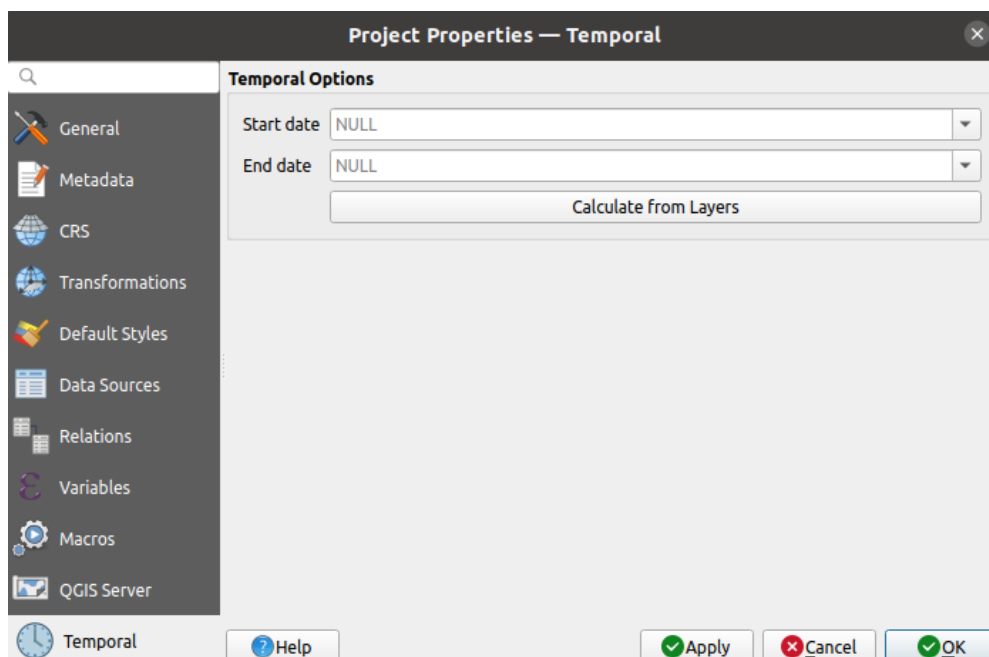 Project Properties — Temporal
Temporal Options
General
Metadata
CRS
Transformations
Default Styles
Data Sources
Relations
Variables
Macros
QGIS Server
Temporal
Start date NULL
End date NULL
Calculate from Layers
Help
Apply
Cancel
OK